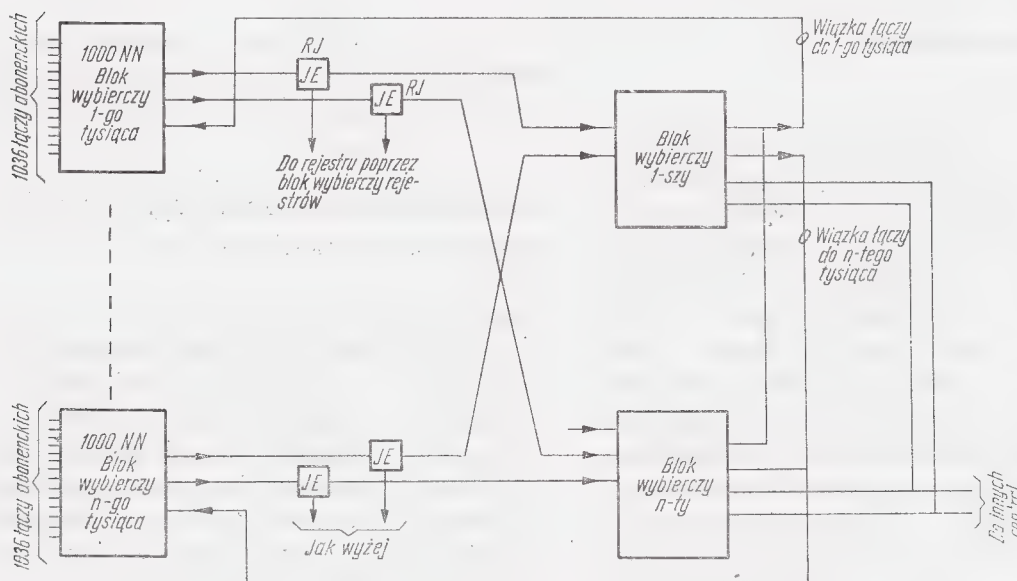 1036 łączy abonenckich
1000 NN
Blok
wybierczy
1-go
tysiąca
RJ
JE
JE
RJ
Do rejestru poprzez
blok wybierczy reje-
strów
Blok
wybierczy
1-szy
Wiązka łączy
do 1-go tysiąca
Wiązka łączy
do n-tego
tysiąca
1036 łączy abonenckich
1000 NN
Blok
wybierczy
n-go
tysiąca
JE
JE
Jak wyżej
Blok
wybierczy
n-ty
Do innych